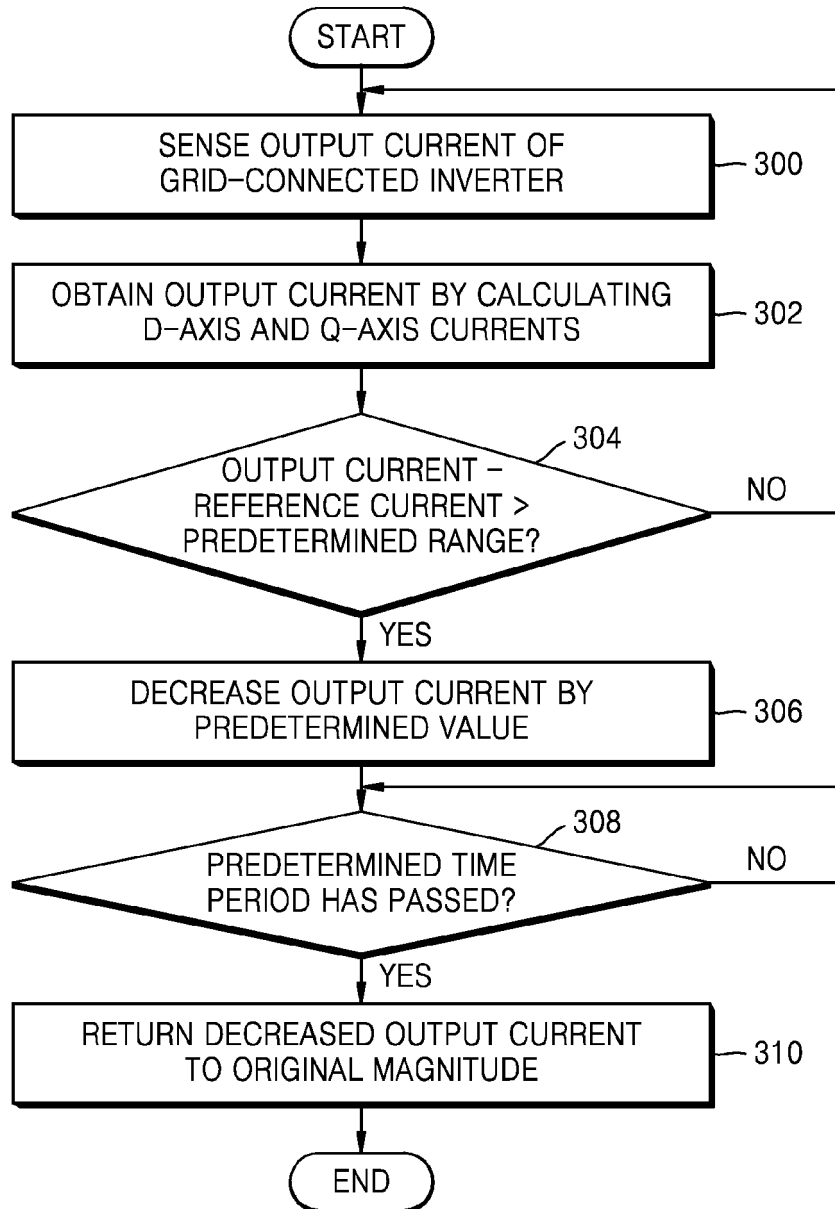 START
SENSE OUTPUT CURRENT OF
GRID-CONNECTED INVERTER
300
OBTAIN OUTPUT CURRENT BY CALCULATING
D-AXIS AND Q-AXIS CURRENTS
302
304
OUTPUT CURRENT -
REFERENCE CURRENT >
PREDETERMINED RANGE?
NO
YES
DECREASE OUTPUT CURRENT BY
PREDETERMINED VALUE
306
308
PREDETERMINED TIME
PERIOD HAS PASSED?
NO
YES
RETURN DECREASED OUTPUT CURRENT
TO ORIGINAL MAGNITUDE
310
END